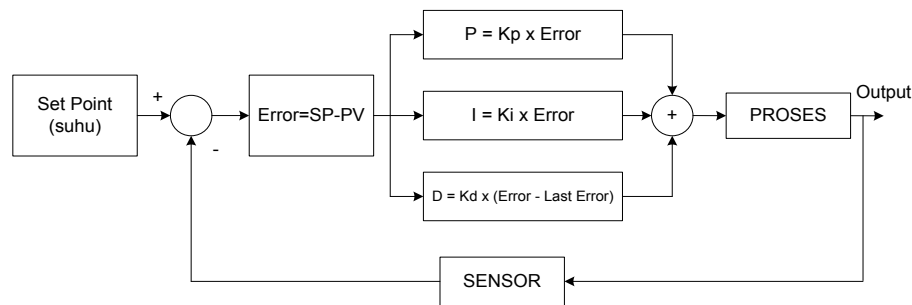 Set Point
(suhu)
+
-
Error=SP-PV
P = Kp x Error
I = Ki x Error
D = Kd x (Error - Last Error)
+
PROSES
Output
SENSOR